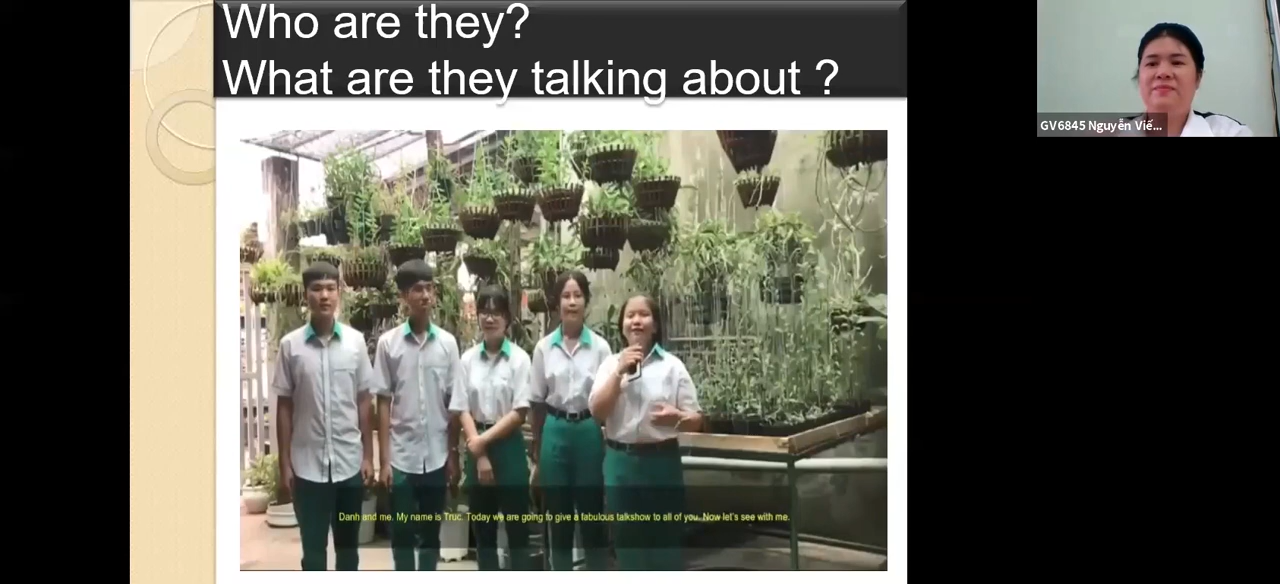 Who are they?
What are they talking about ?
GV6845 Nguyễn Viế...
Danh and me. My name is Truc. Today we are going to give a fabulous talkshow to all of you. Now let's see with me.